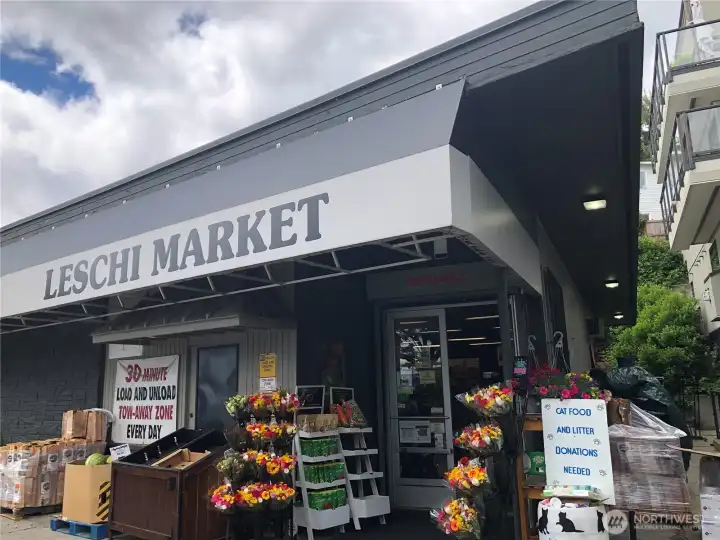 LESCHI MARKET
30 MINUTE
LOAD AND UNLOAD
TOW-AWAY ZONE
EVERY DAY
CAT FOOD
AND LITTER
DONATIONS
NEEDED
NORTHWEST